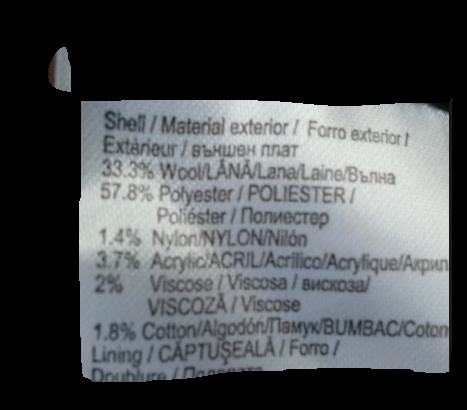 Shell / Material exterior / Forro exterior /
Extérieur / външен плат
33.3% Wool/LÂNĂ/Lana/Laine/Вълна
57.8% Polyester / POLIESTER /
Poliéster / Полиестер
1.4% Nylon/NYLON/Nilón
3.7% Acrylic/ACRIL/Acrílico/Acrylique/Акрил
2% Viscose / Viscosa / вискоза/
VISCOZĂ / Viscose
1.8% Cotton/Algodón/Памук/BUMBAC/Coton
Lining / CĂPTUŞEALĂ / Forro /
Doublure / Подплата